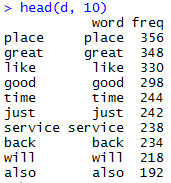 > head(d, 10)
word freq
place place 356
great great 348
like like 330
good good 298
time time 244
just just 242
service service 238
back back 234
will will 218
also also 192